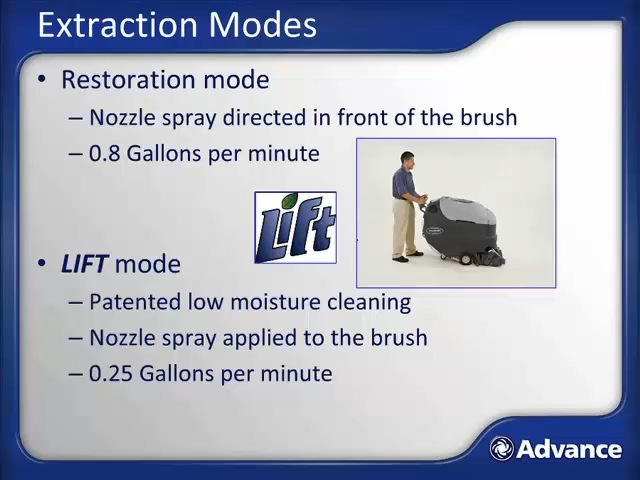 Extraction Modes
• Restoration mode
– Nozzle spray directed in front of the brush
– 0.8 Gallons per minute
Lift
• LIFT mode
– Patented low moisture cleaning
– Nozzle spray applied to the brush
– 0.25 Gallons per minute
Advance